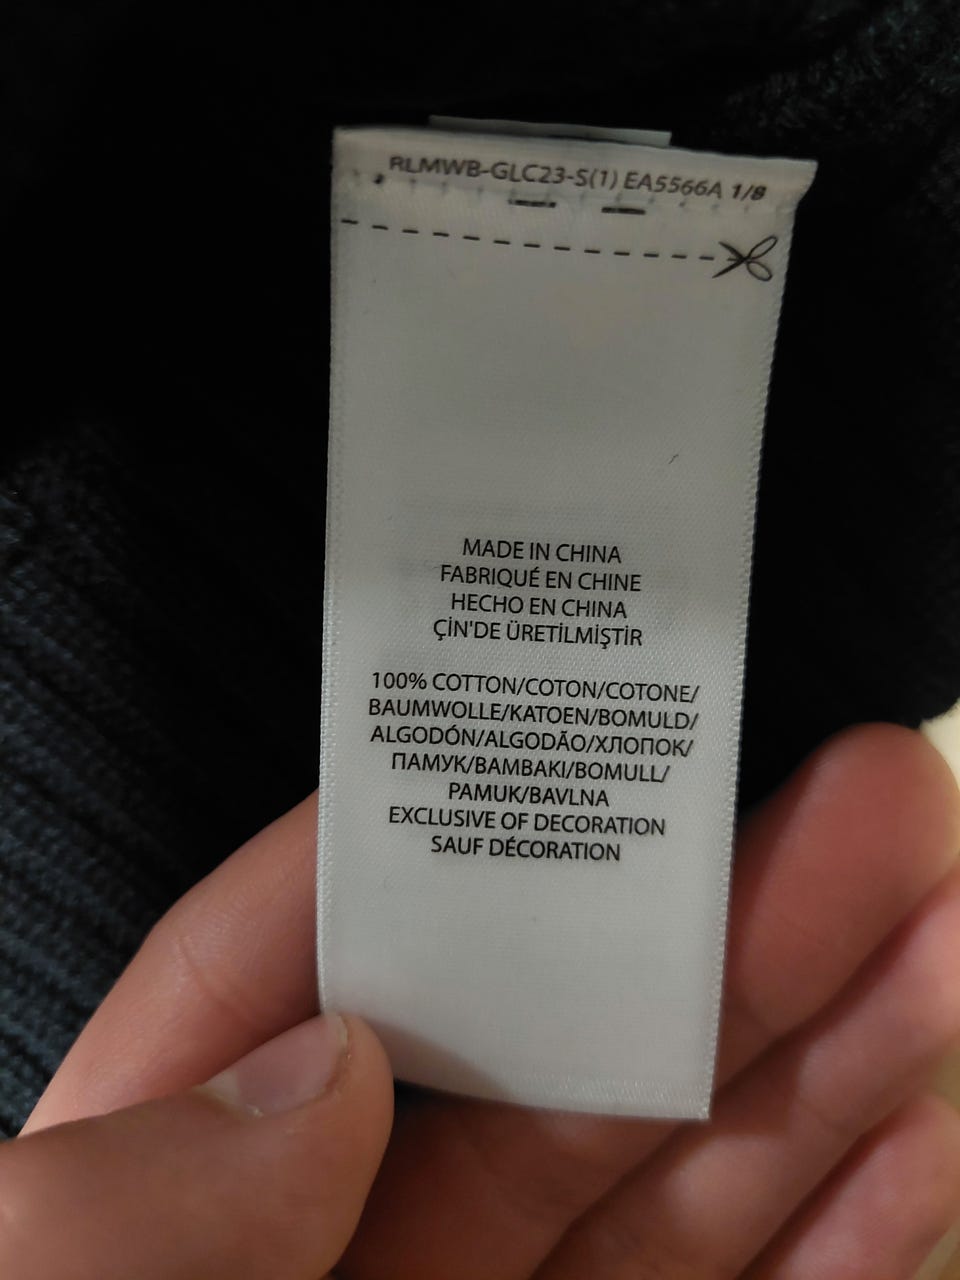 RLMWB-GLC23-S(1) EA5566A 1/8
MADE IN CHINA
FABRIQUÉ EN CHINE
HECHO EN CHINA
ÇİN'DE ÜRETİLMİŞTİR
100% COTTON/COTON/COTONE/
BAUMWOLLE/KATOEN/BOMULD/
ALGODÓN/ALGODÃO/ХЛОПОК/
ПАМУК/BAMBAKI/BOMULL/
PAMUK/BAVLNA
EXCLUSIVE OF DECORATION
SAUF DÉCORATION